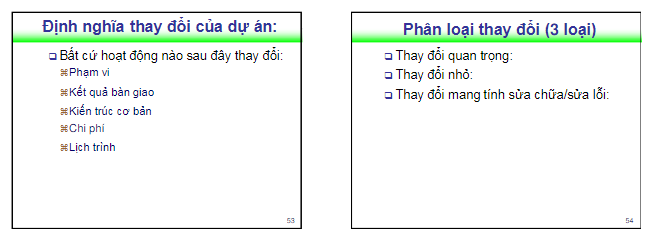 Định nghĩa thay đổi của dự án:
Bất cứ hoạt động nào sau đây thay đổi:
Phạm vi
Kết quả bàn giao
Kiến trúc cơ bản
Chi phí
Lịch trình
53
Phân loại thay đổi (3 loại)
Thay đổi quan trọng:
Thay đổi nhỏ:
Thay đổi mang tính sửa chữa/sửa lỗi:
54